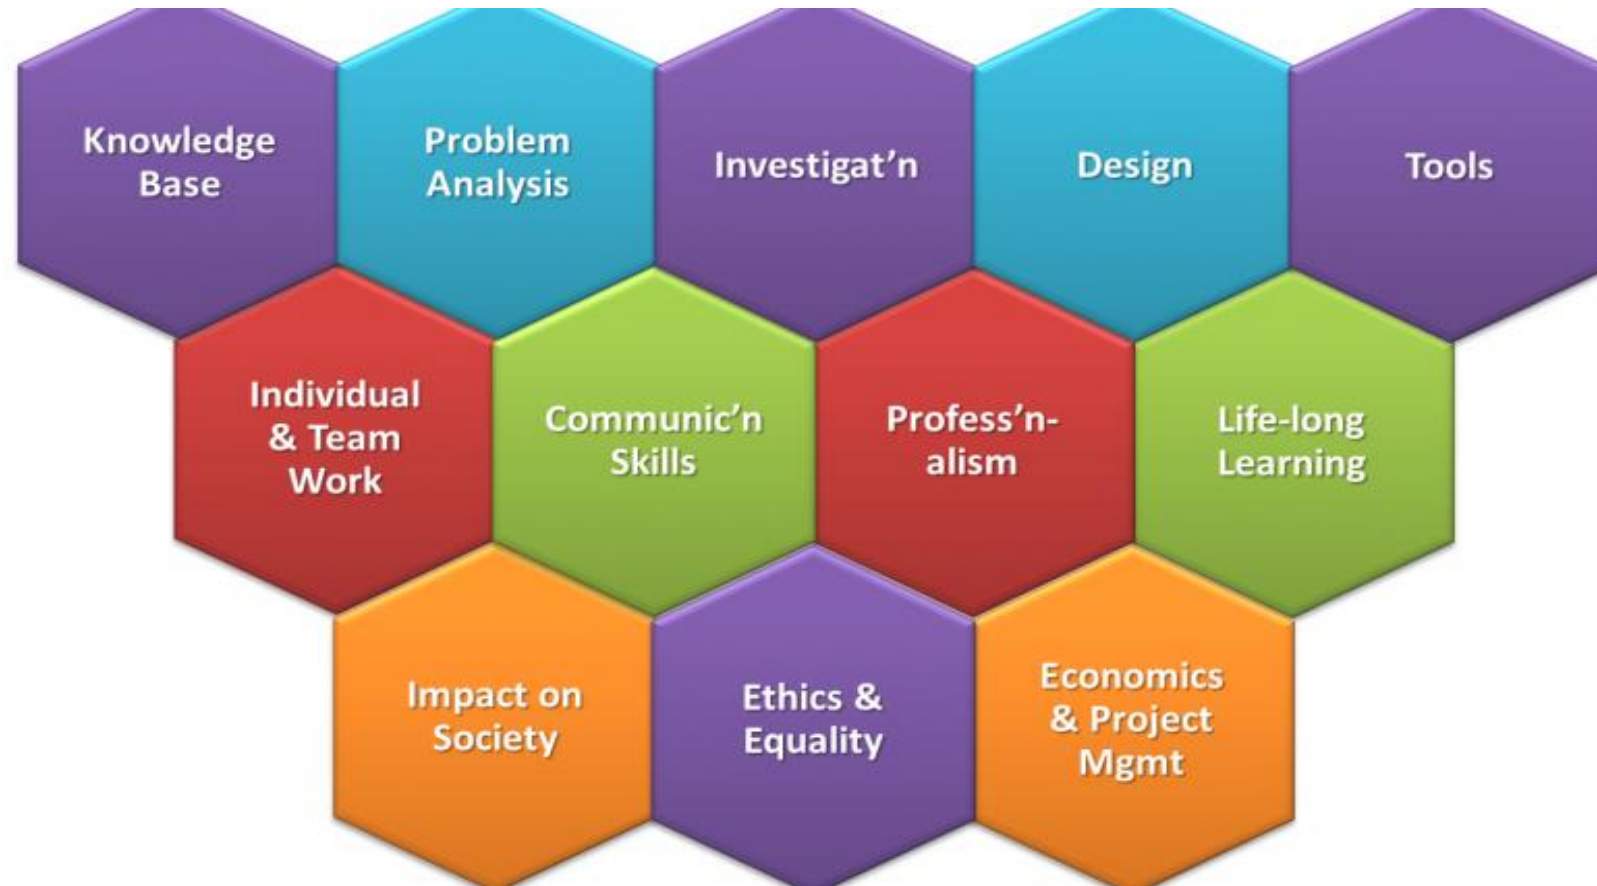 Knowledge
Base
Problem
Analysis
Investigat’n
Design
Tools
Individual
& Team
Work
Communic’n
Skills
Profess’n-
alism
Life-long
Learning
Impact on
Society
Ethics &
Equality
Economics
& Project
Mgmt